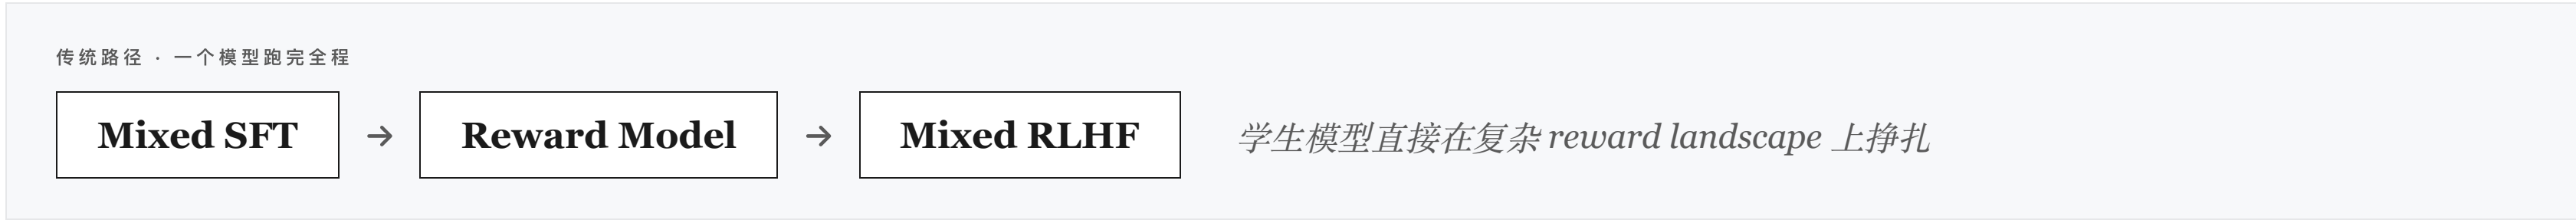 传统路径 · 一个模型跑完全程
Mixed SFT → Reward Model → Mixed RLHF 学生模型直接在复杂 reward landscape 上挣扎